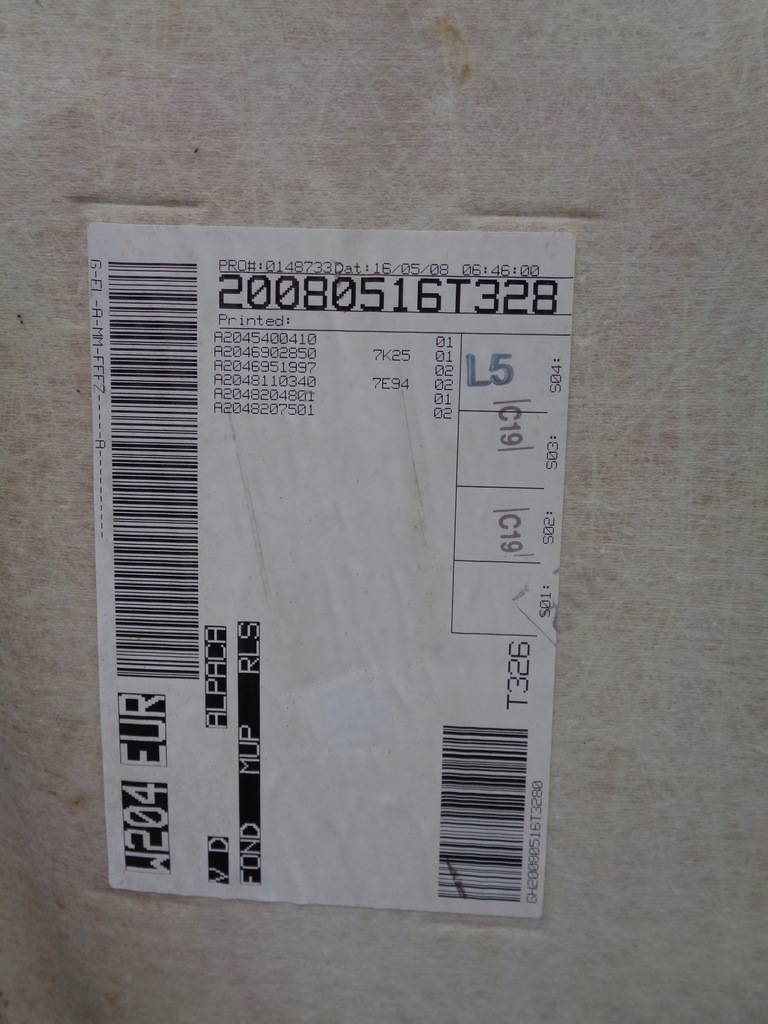 PRO#:0148733Dat:16/05/08 06:46:00
20080516T328
Printed:
A2045400410 01
A2046902850 7K25 01
A2046951997 02
A2048110340 7E94 02
A2048204801 01
A2048207501 02
L5
S04:
C19
S03:
C19
S02:
S01:
T326
GH20080516T3280
W204 EUR
ALPACA
V D
FOND MUP RLS